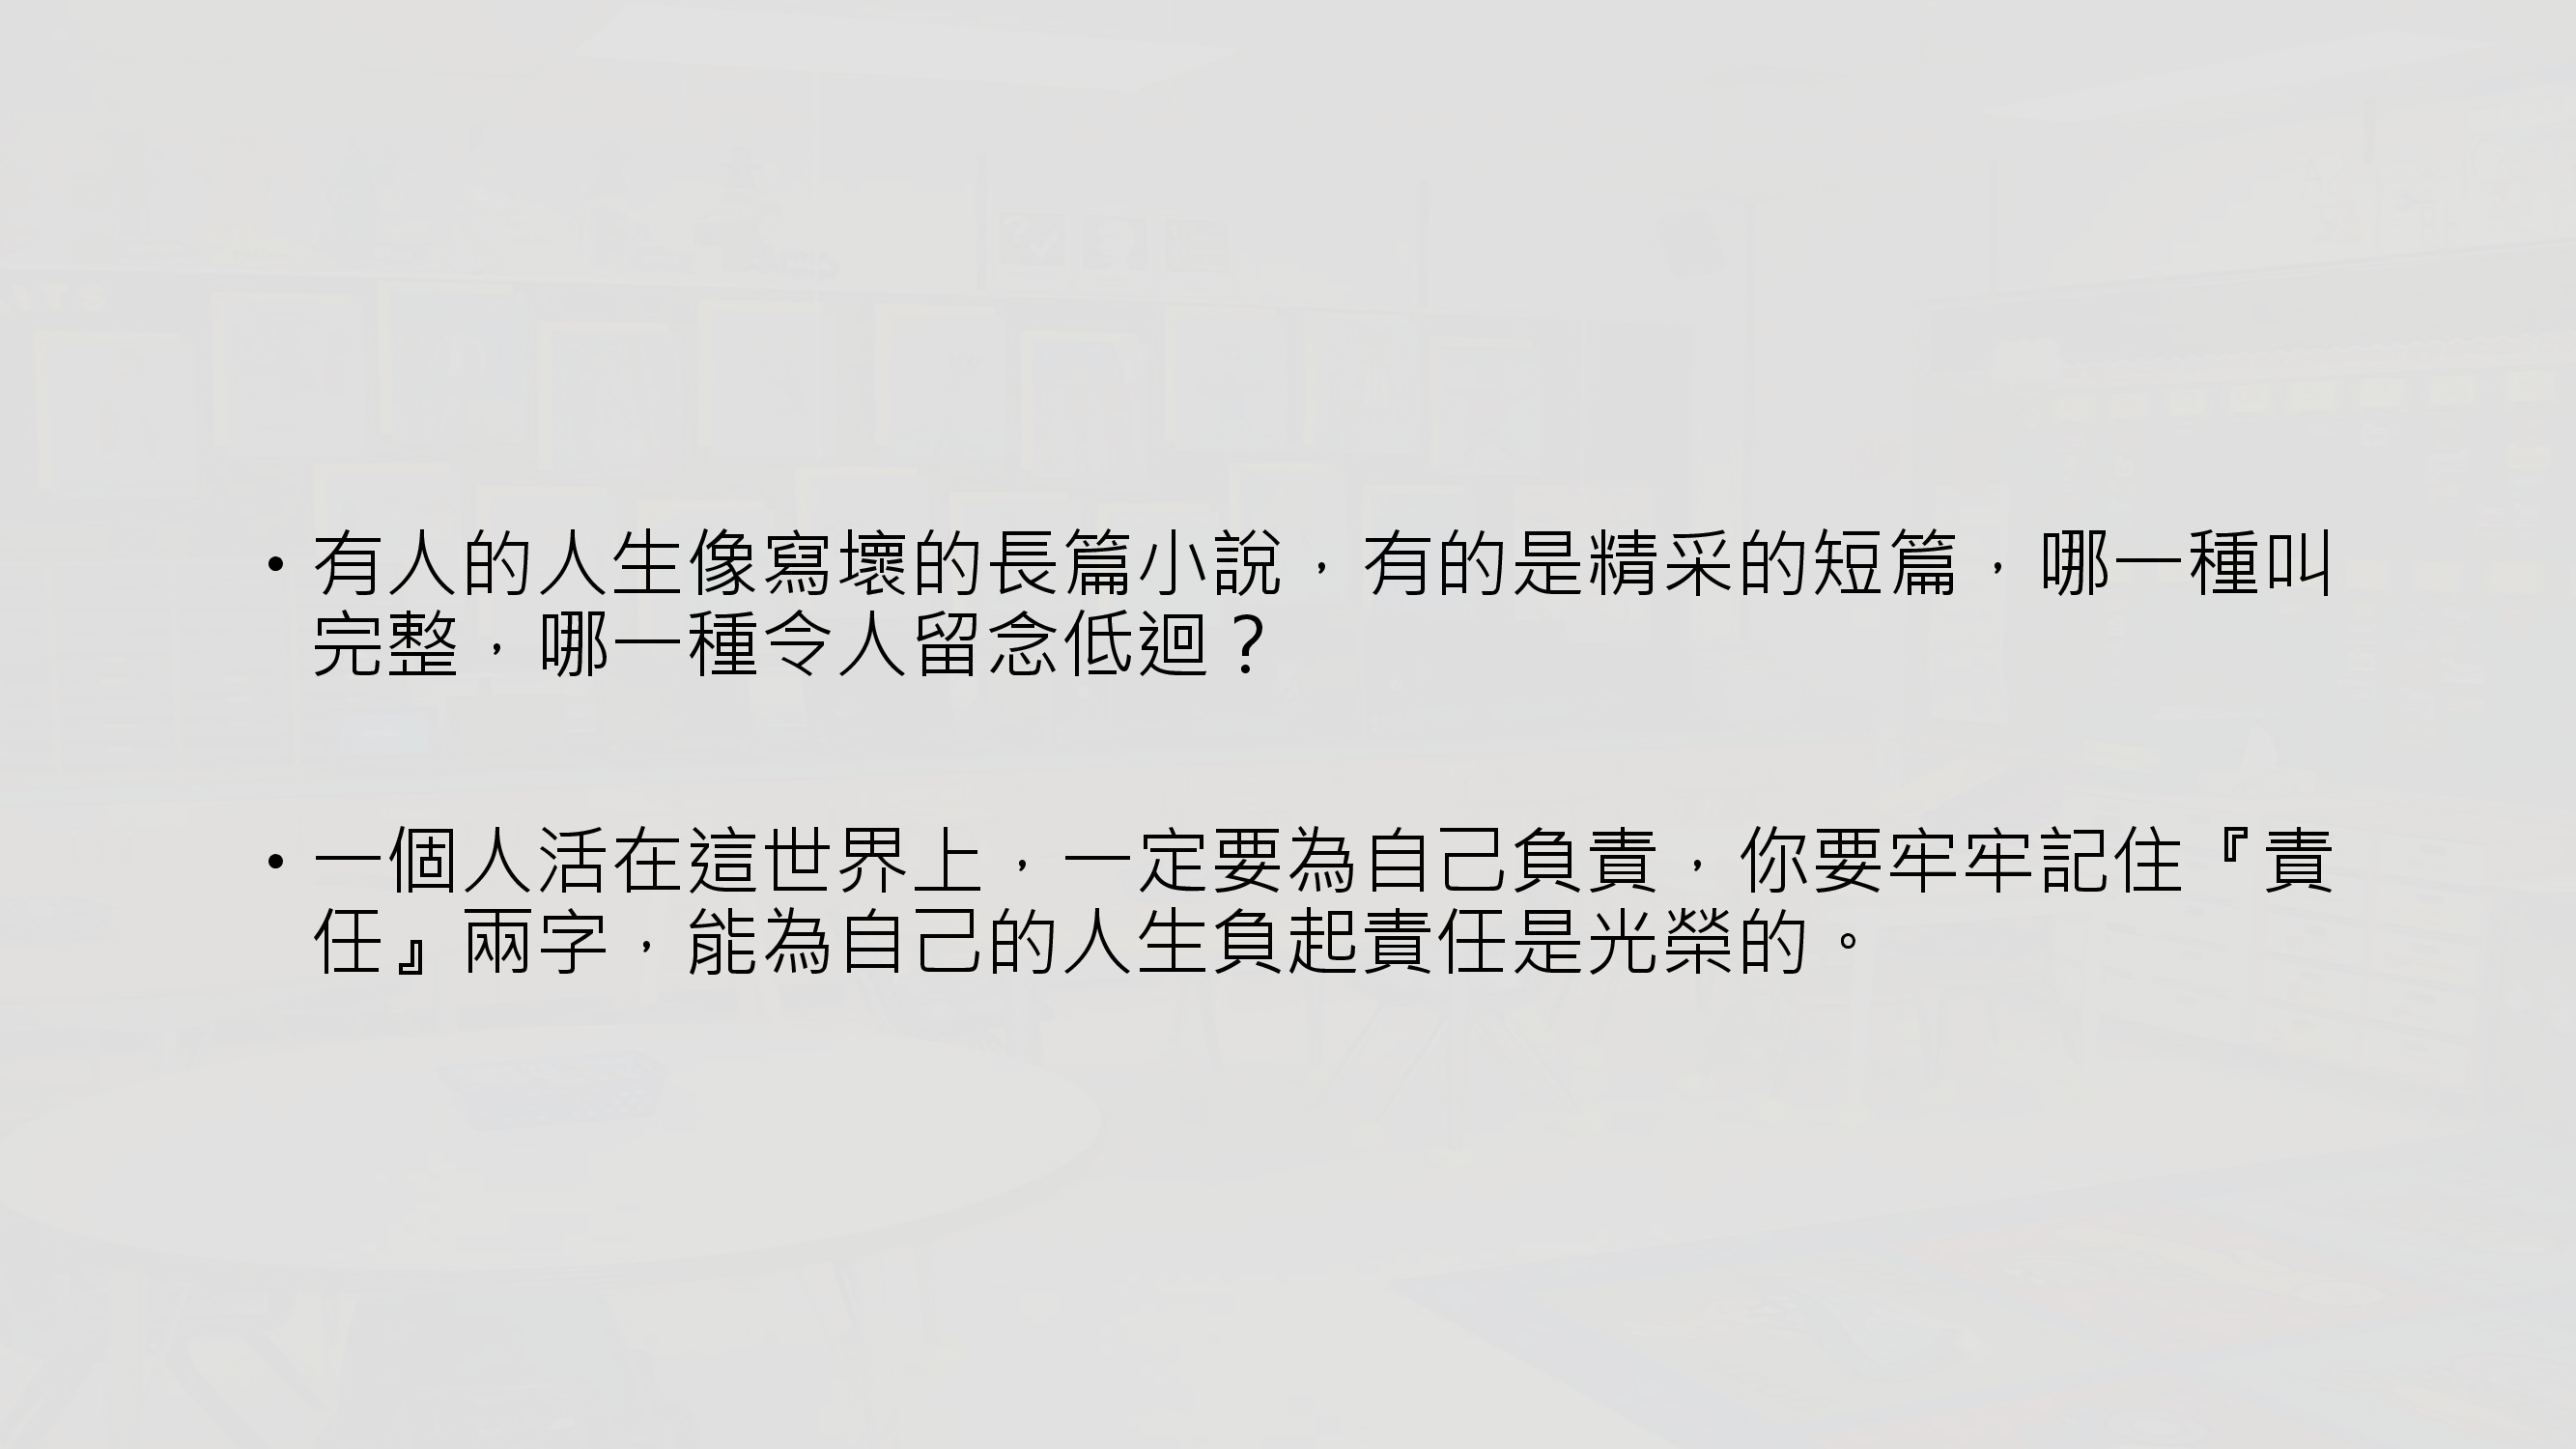 • 有人的人生像寫壞的長篇小說，有的是精采的短篇，哪一種叫
完整，哪一種令人留念低迴？
• 一個人活在這世界上，一定要為自己負責，你要牢牢記住『責
任』兩字，能為自己的人生負起責任是光榮的。